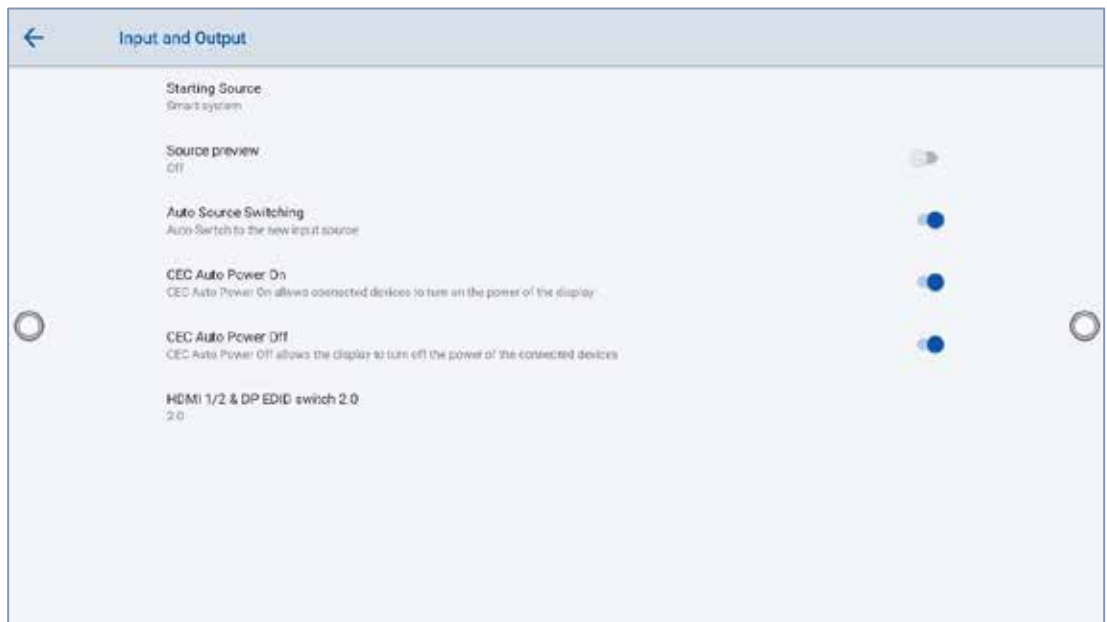 Input and Output
Starting Source
Smart system
Source preview
Off
Auto Source Switching
Auto Switch to the new input source
CEC Auto Power On
CEC Auto Power On allows connected devices to turn on the power of the display
CEC Auto Power Off
CEC Auto Power Off allows the display to turn off the power of the connected devices
HDMI 1/2 & DP EDID switch 2.0
2.0